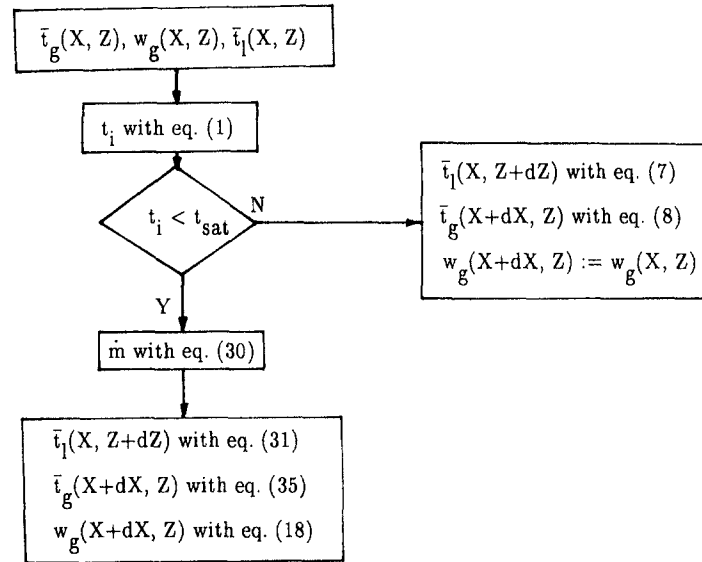 t̄g(X, Z), wg(X, Z), t̄l(X, Z)
ti with eq. (1)
ti < tsat
N
t̄l(X, Z+dZ) with eq. (7)
t̄g(X+dX, Z) with eq. (8)
wg(X+dX, Z) := wg(X, Z)
Y
ṁ with eq. (30)
t̄l(X, Z+dZ) with eq. (31)
t̄g(X+dX, Z) with eq. (35)
wg(X+dX, Z) with eq. (18)